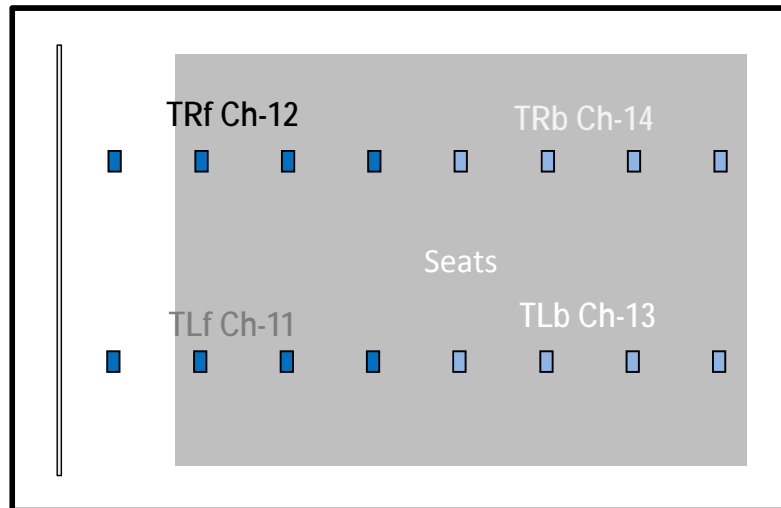 TRf Ch-12
TRb Ch-14
Seats
TLf Ch-11
TLb Ch-13